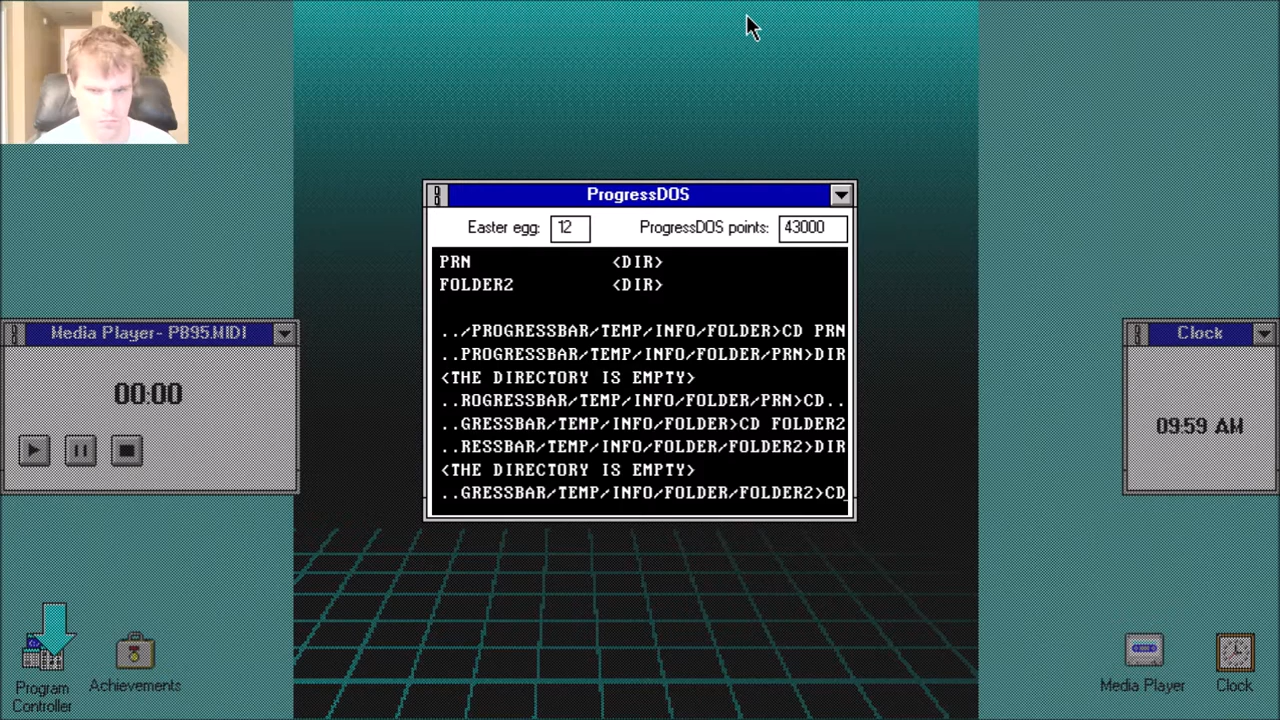 ProgressDOS
Easter egg: 12 ProgressDOS points: 43000
PRN <DIR>
FOLDER2 <DIR>
../PROGRESSBAR/TEMP/INFO/FOLDER>CD PRN
..PROGRESSBAR/TEMP/INFO/FOLDER/PRN>DIR
<THE DIRECTORY IS EMPTY>
..ROGRESSBAR/TEMP/INFO/FOLDER/PRN>CD..
..GRESSBAR/TEMP/INFO/FOLDER>CD FOLDER2
..RESSBAR/TEMP/INFO/FOLDER/FOLDER2>DIR
<THE DIRECTORY IS EMPTY>
..GRESSBAR/TEMP/INFO/FOLDER/FOLDER2>CD_
Media Player- PB95.MIDI
00:00
Clock
09:59 AM
Program
Controller
Achievements
Media Player
Clock